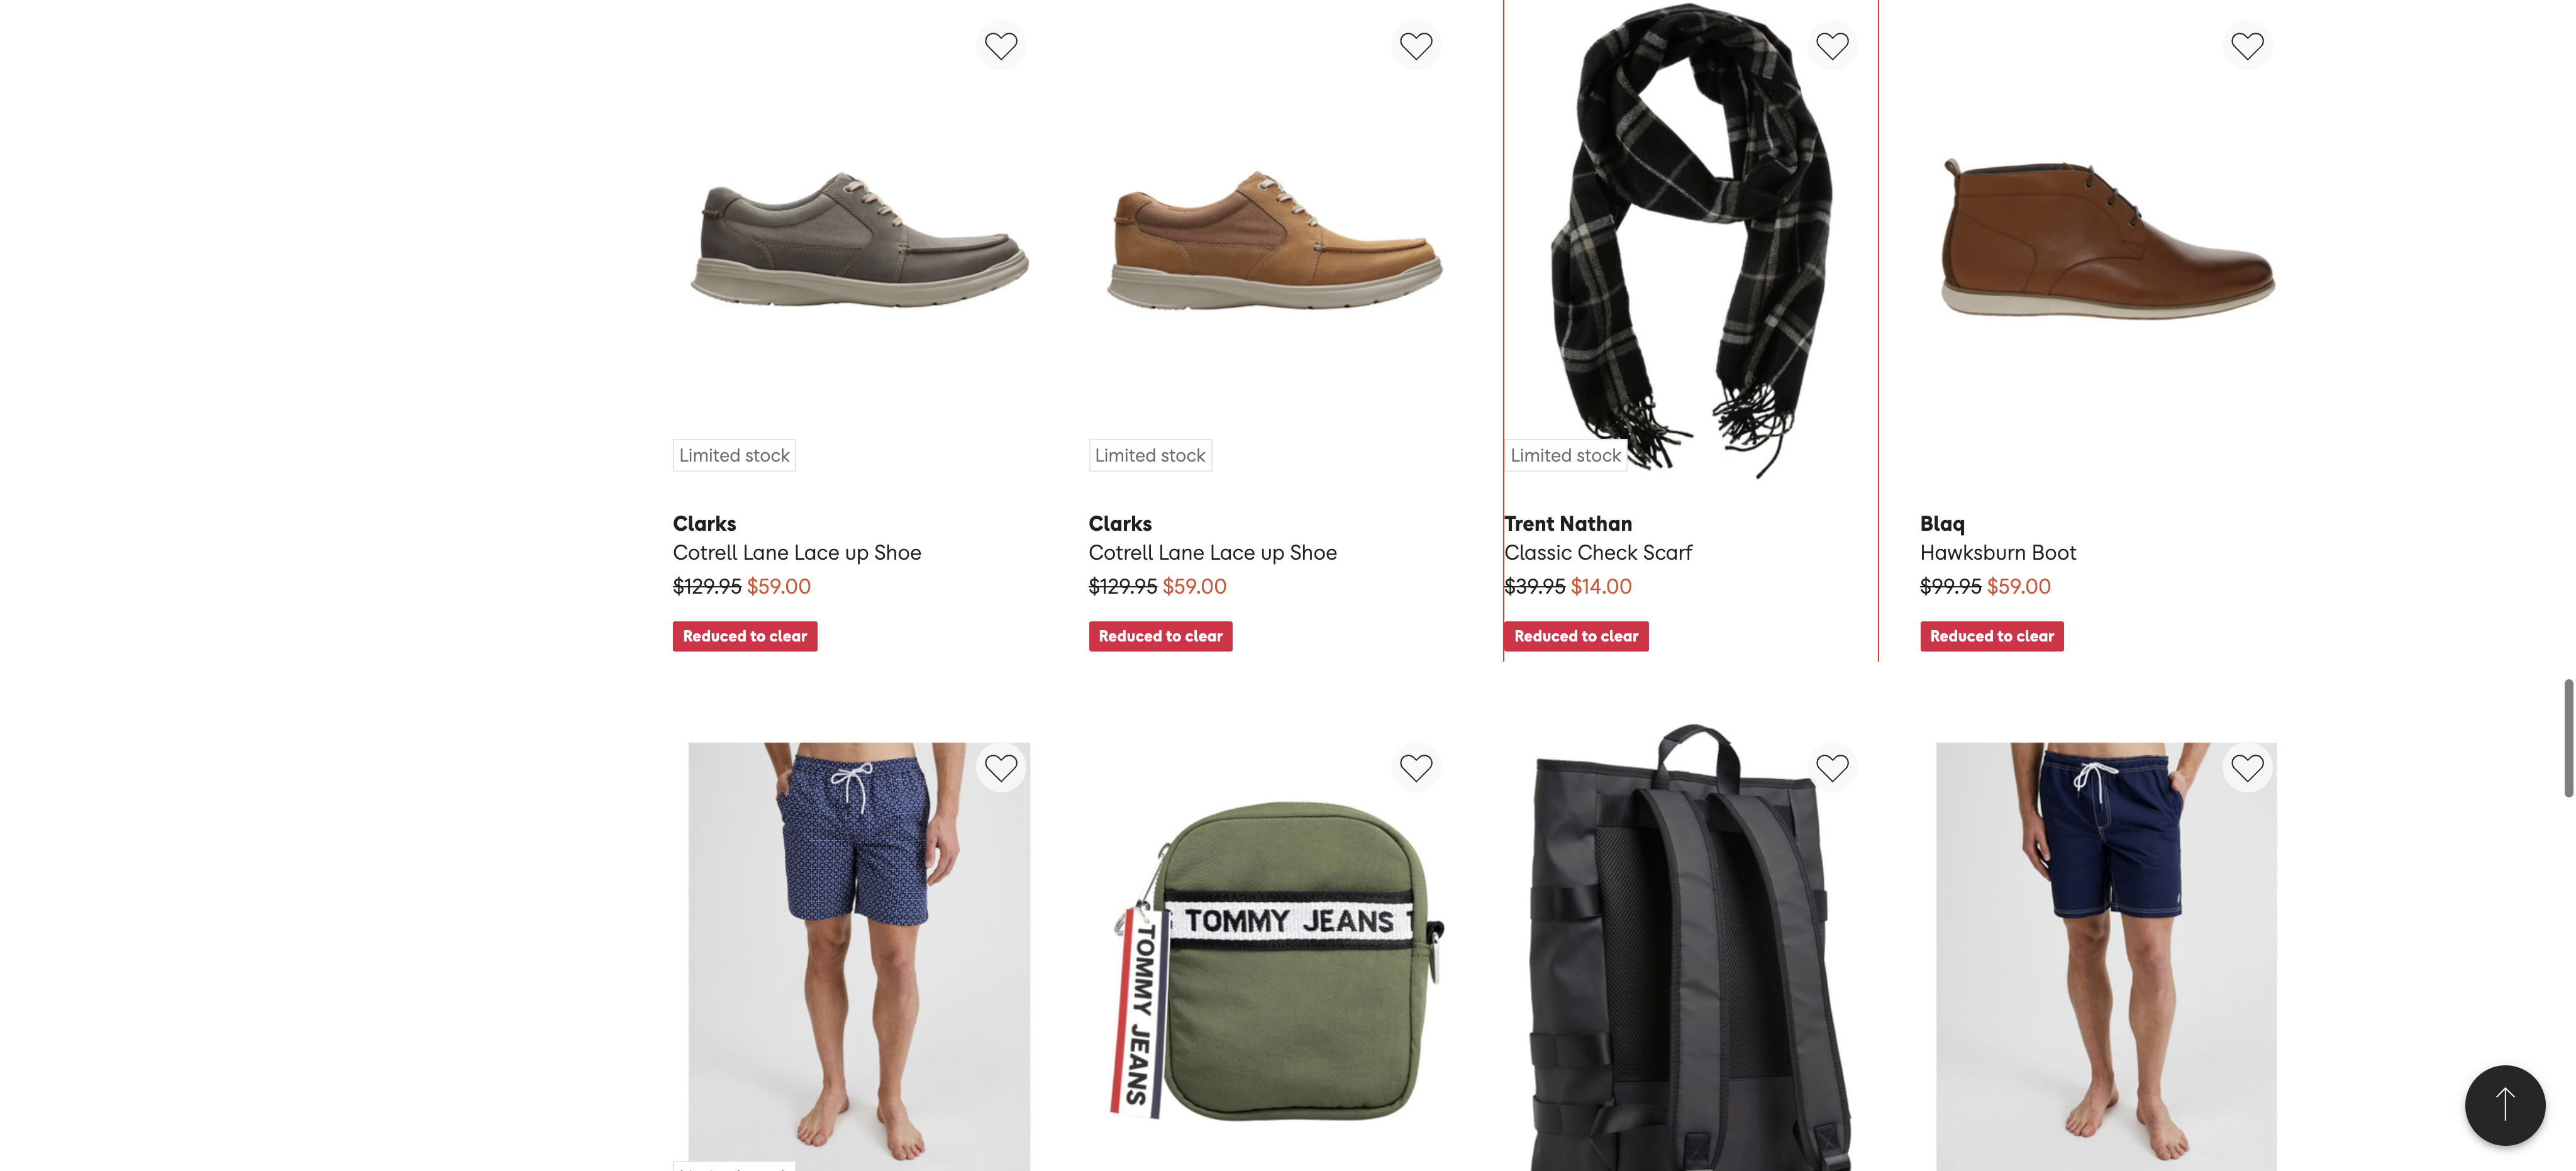 Limited stock
Limited stock
Limited stock
Clarks
Cotrell Lane Lace up Shoe
$129.95 $59.00
Reduced to clear
Clarks
Cotrell Lane Lace up Shoe
$129.95 $59.00
Reduced to clear
Trent Nathan
Classic Check Scarf
$39.95 $14.00
Reduced to clear
Blaq
Hawksburn Boot
$99.95 $59.00
Reduced to clear
TOMMY JEANS T
TOMMY JEANS